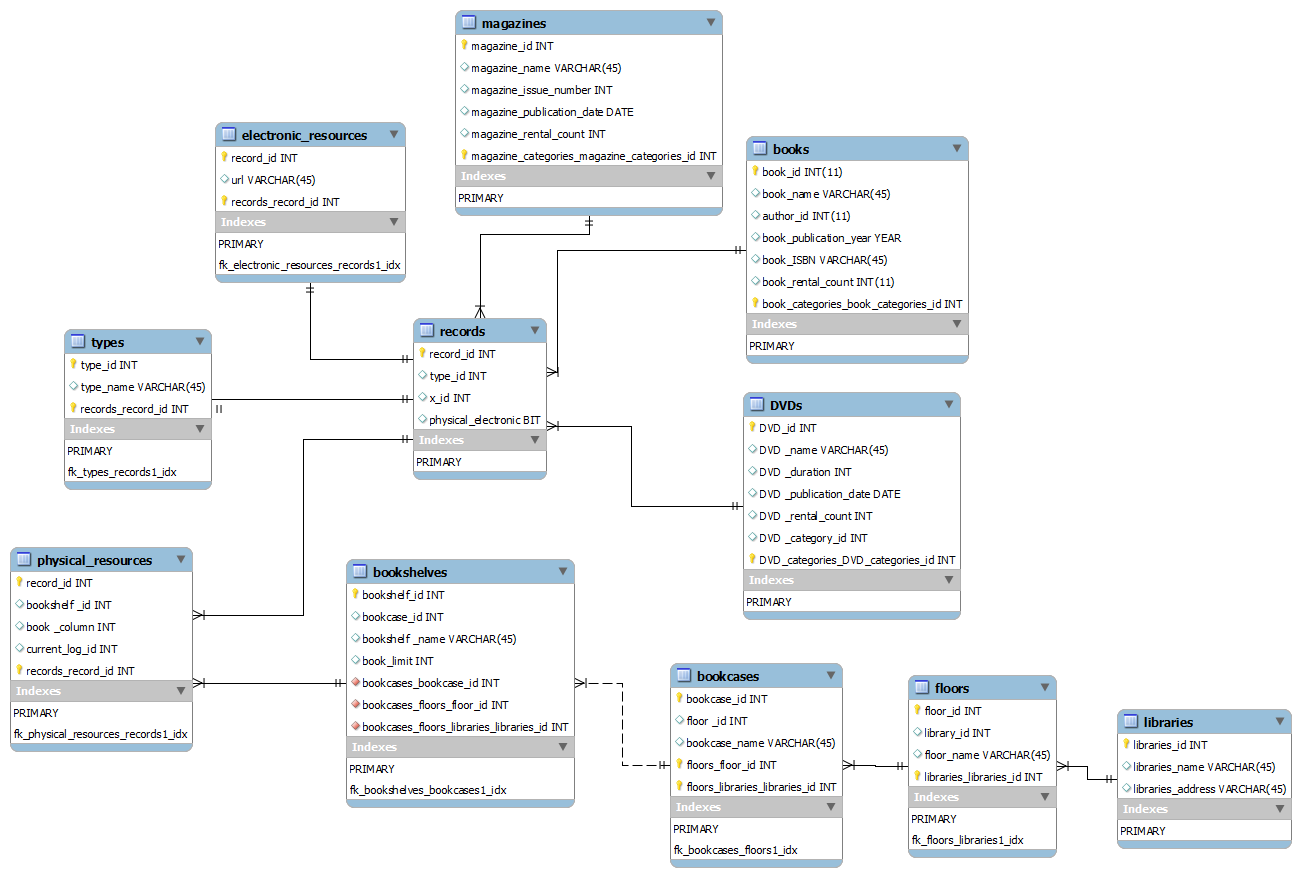 magazines
magazine_id INT
magazine_name VARCHAR(45)
magazine_issue_number INT
magazine_publication_date DATE
magazine_rental_count INT
magazine_categories_magazine_categories_id INT
Indexes
PRIMARY
electronic_resources
record_id INT
url VARCHAR(45)
records_record_id INT
Indexes
PRIMARY
fk_electronic_resources_records1_idx
books
book_id INT(11)
book_name VARCHAR(45)
author_id INT(11)
book_publication_year YEAR
book_ISBN VARCHAR(45)
book_rental_count INT(11)
book_categories_book_categories_id INT
Indexes
PRIMARY
types
type_id INT
type_name VARCHAR(45)
records_record_id INT
Indexes
PRIMARY
fk_types_records1_idx
records
record_id INT
type_id INT
x_id INT
physical_electronic BIT
Indexes
PRIMARY
DVDs
DVD_id INT
DVD _name VARCHAR(45)
DVD _duration INT
DVD _publication_date DATE
DVD _rental_count INT
DVD _category_id INT
DVD_categories_DVD_categories_id INT
Indexes
PRIMARY
physical_resources
record_id INT
bookshelf _id INT
book _column INT
current_log_id INT
records_record_id INT
Indexes
PRIMARY
fk_physical_resources_records1_idx
bookshelves
bookshelf_id INT
bookcase_id INT
bookshelf _name VARCHAR(45)
book_limit INT
bookcases_bookcase_id INT
bookcases_floors_floor_id INT
bookcases_floors_libraries_libraries_id INT
Indexes
PRIMARY
fk_bookshelves_bookcases1_idx
bookcases
bookcase_id INT
floor _id INT
bookcase_name VARCHAR(45)
floors_floor_id INT
floors_libraries_libraries_id INT
Indexes
PRIMARY
fk_bookcases_floors1_idx
floors
floor_id INT
library_id INT
floor_name VARCHAR(45)
libraries_libraries_id INT
Indexes
PRIMARY
fk_floors_libraries1_idx
libraries
libraries_id INT
libraries_name VARCHAR(45)
libraries_address VARCHAR(45)
Indexes
PRIMARY